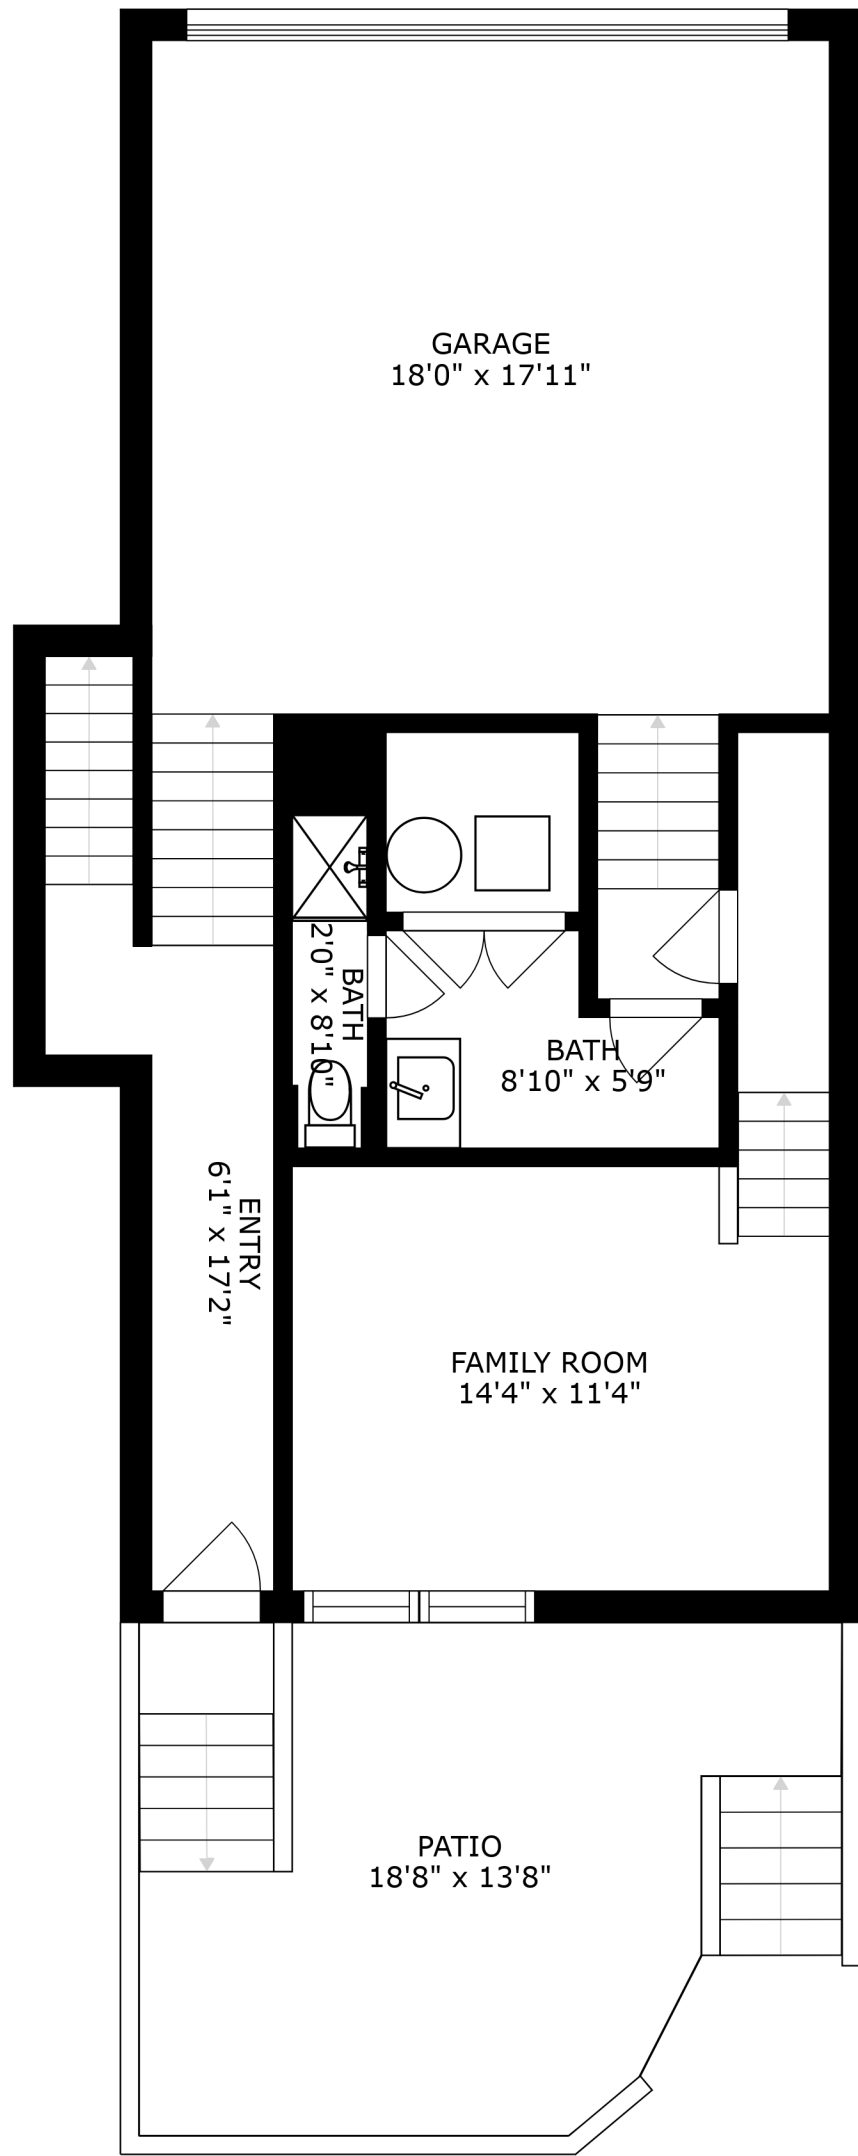 GARAGE
18'0" x 17'11"
BATH
2'0" x 8'10"
BATH
8'10" x 5'9"
ENTRY
6'1" x 17'2"
FAMILY ROOM
14'4" x 11'4"
PATIO
18'8" x 13'8"